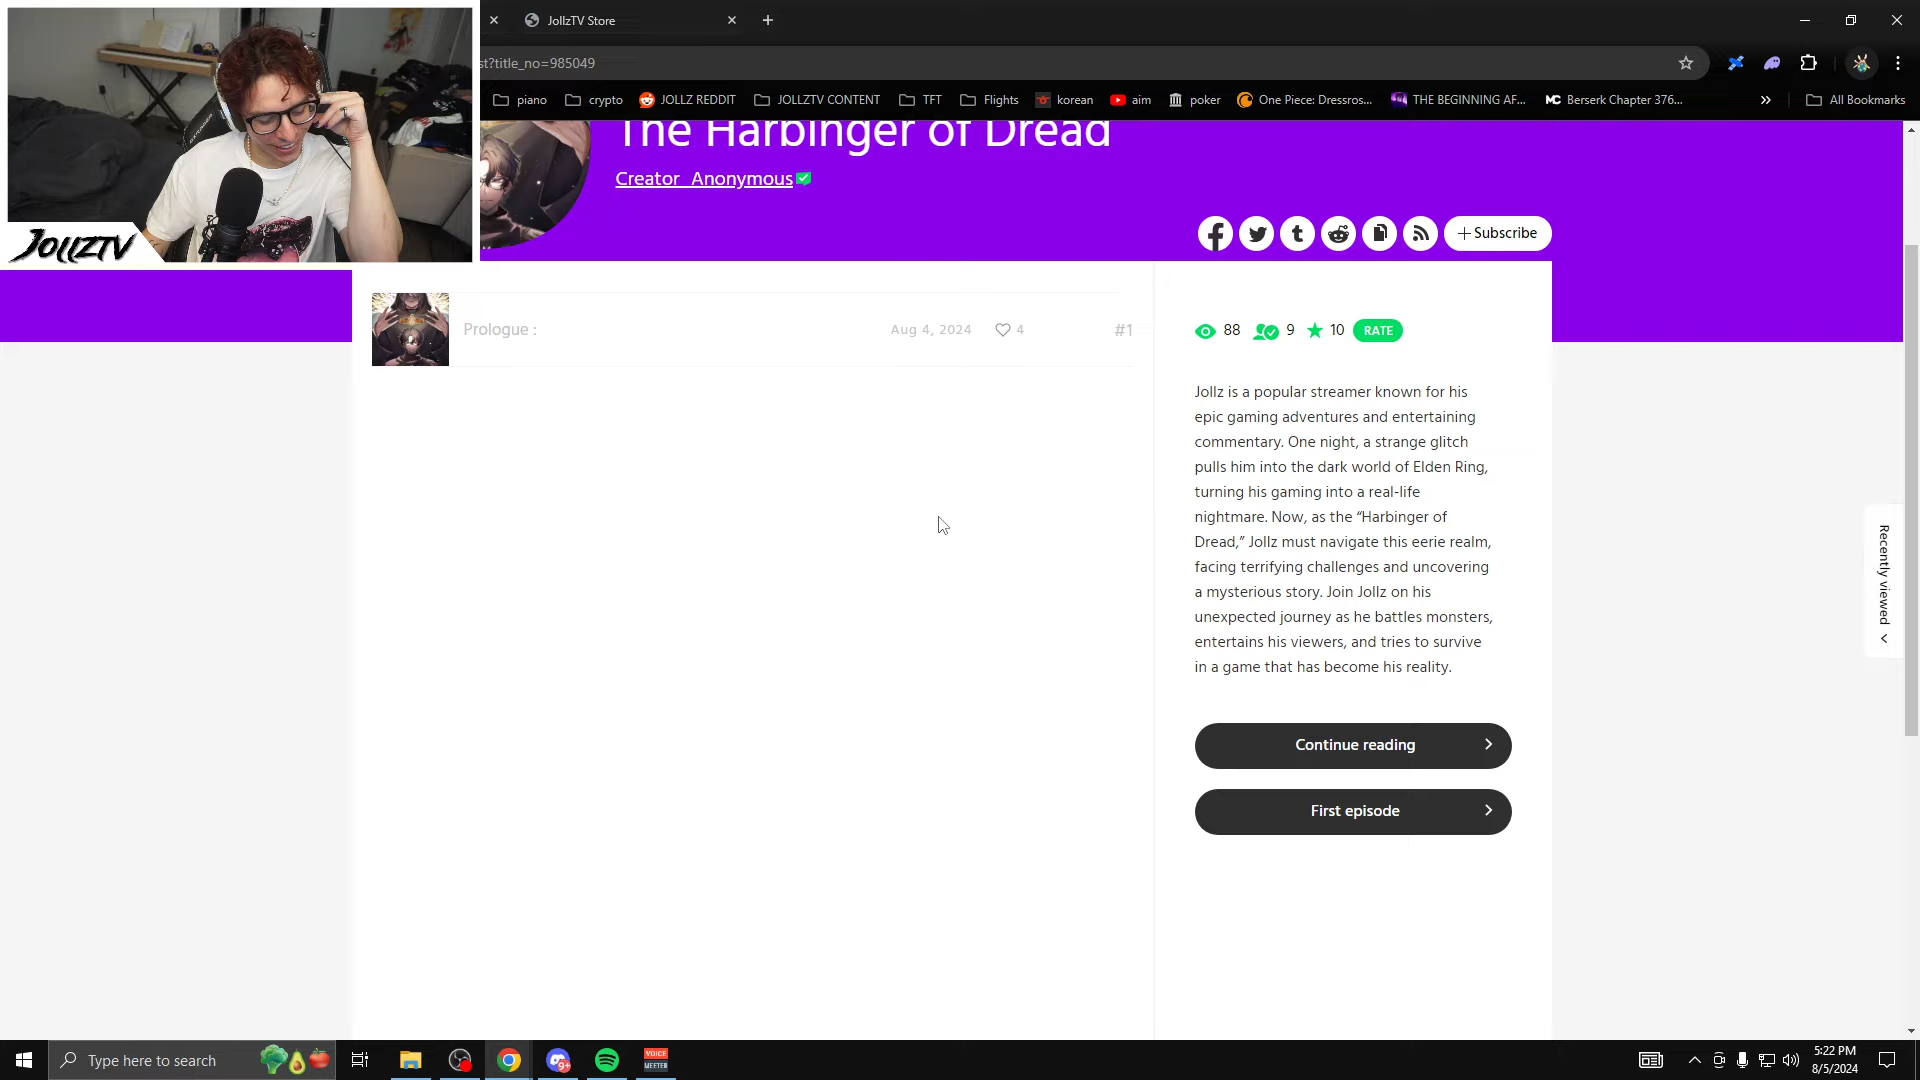 JollzTV Store
st?title_no=985049
piano
crypto
JOLLZ REDDIT
JOLLZTV CONTENT
TFT
Flights
korean
aim
poker
One Piece: Dressros...
THE BEGINNING AF...
MC
Berserk Chapter 376...
All Bookmarks
The Harbinger of Dread
Creator_Anonymous
JOLLZTV
+ Subscribe
Prologue :
Aug 4, 2024
4
#1
88
9
10
RATE
Jollz is a popular streamer known for his
epic gaming adventures and entertaining
commentary. One night, a strange glitch
pulls him into the dark world of Elden Ring,
turning his gaming into a real-life
nightmare. Now, as the “Harbinger of
Dread,” Jollz must navigate this eerie realm,
facing terrifying challenges and uncovering
a mysterious story. Join Jollz on his
unexpected journey as he battles monsters,
entertains his viewers, and tries to survive
in a game that has become his reality.
Recently viewed
Continue reading
First episode
Type here to search
9+
VOICE
MEETER
5:22 PM
8/5/2024